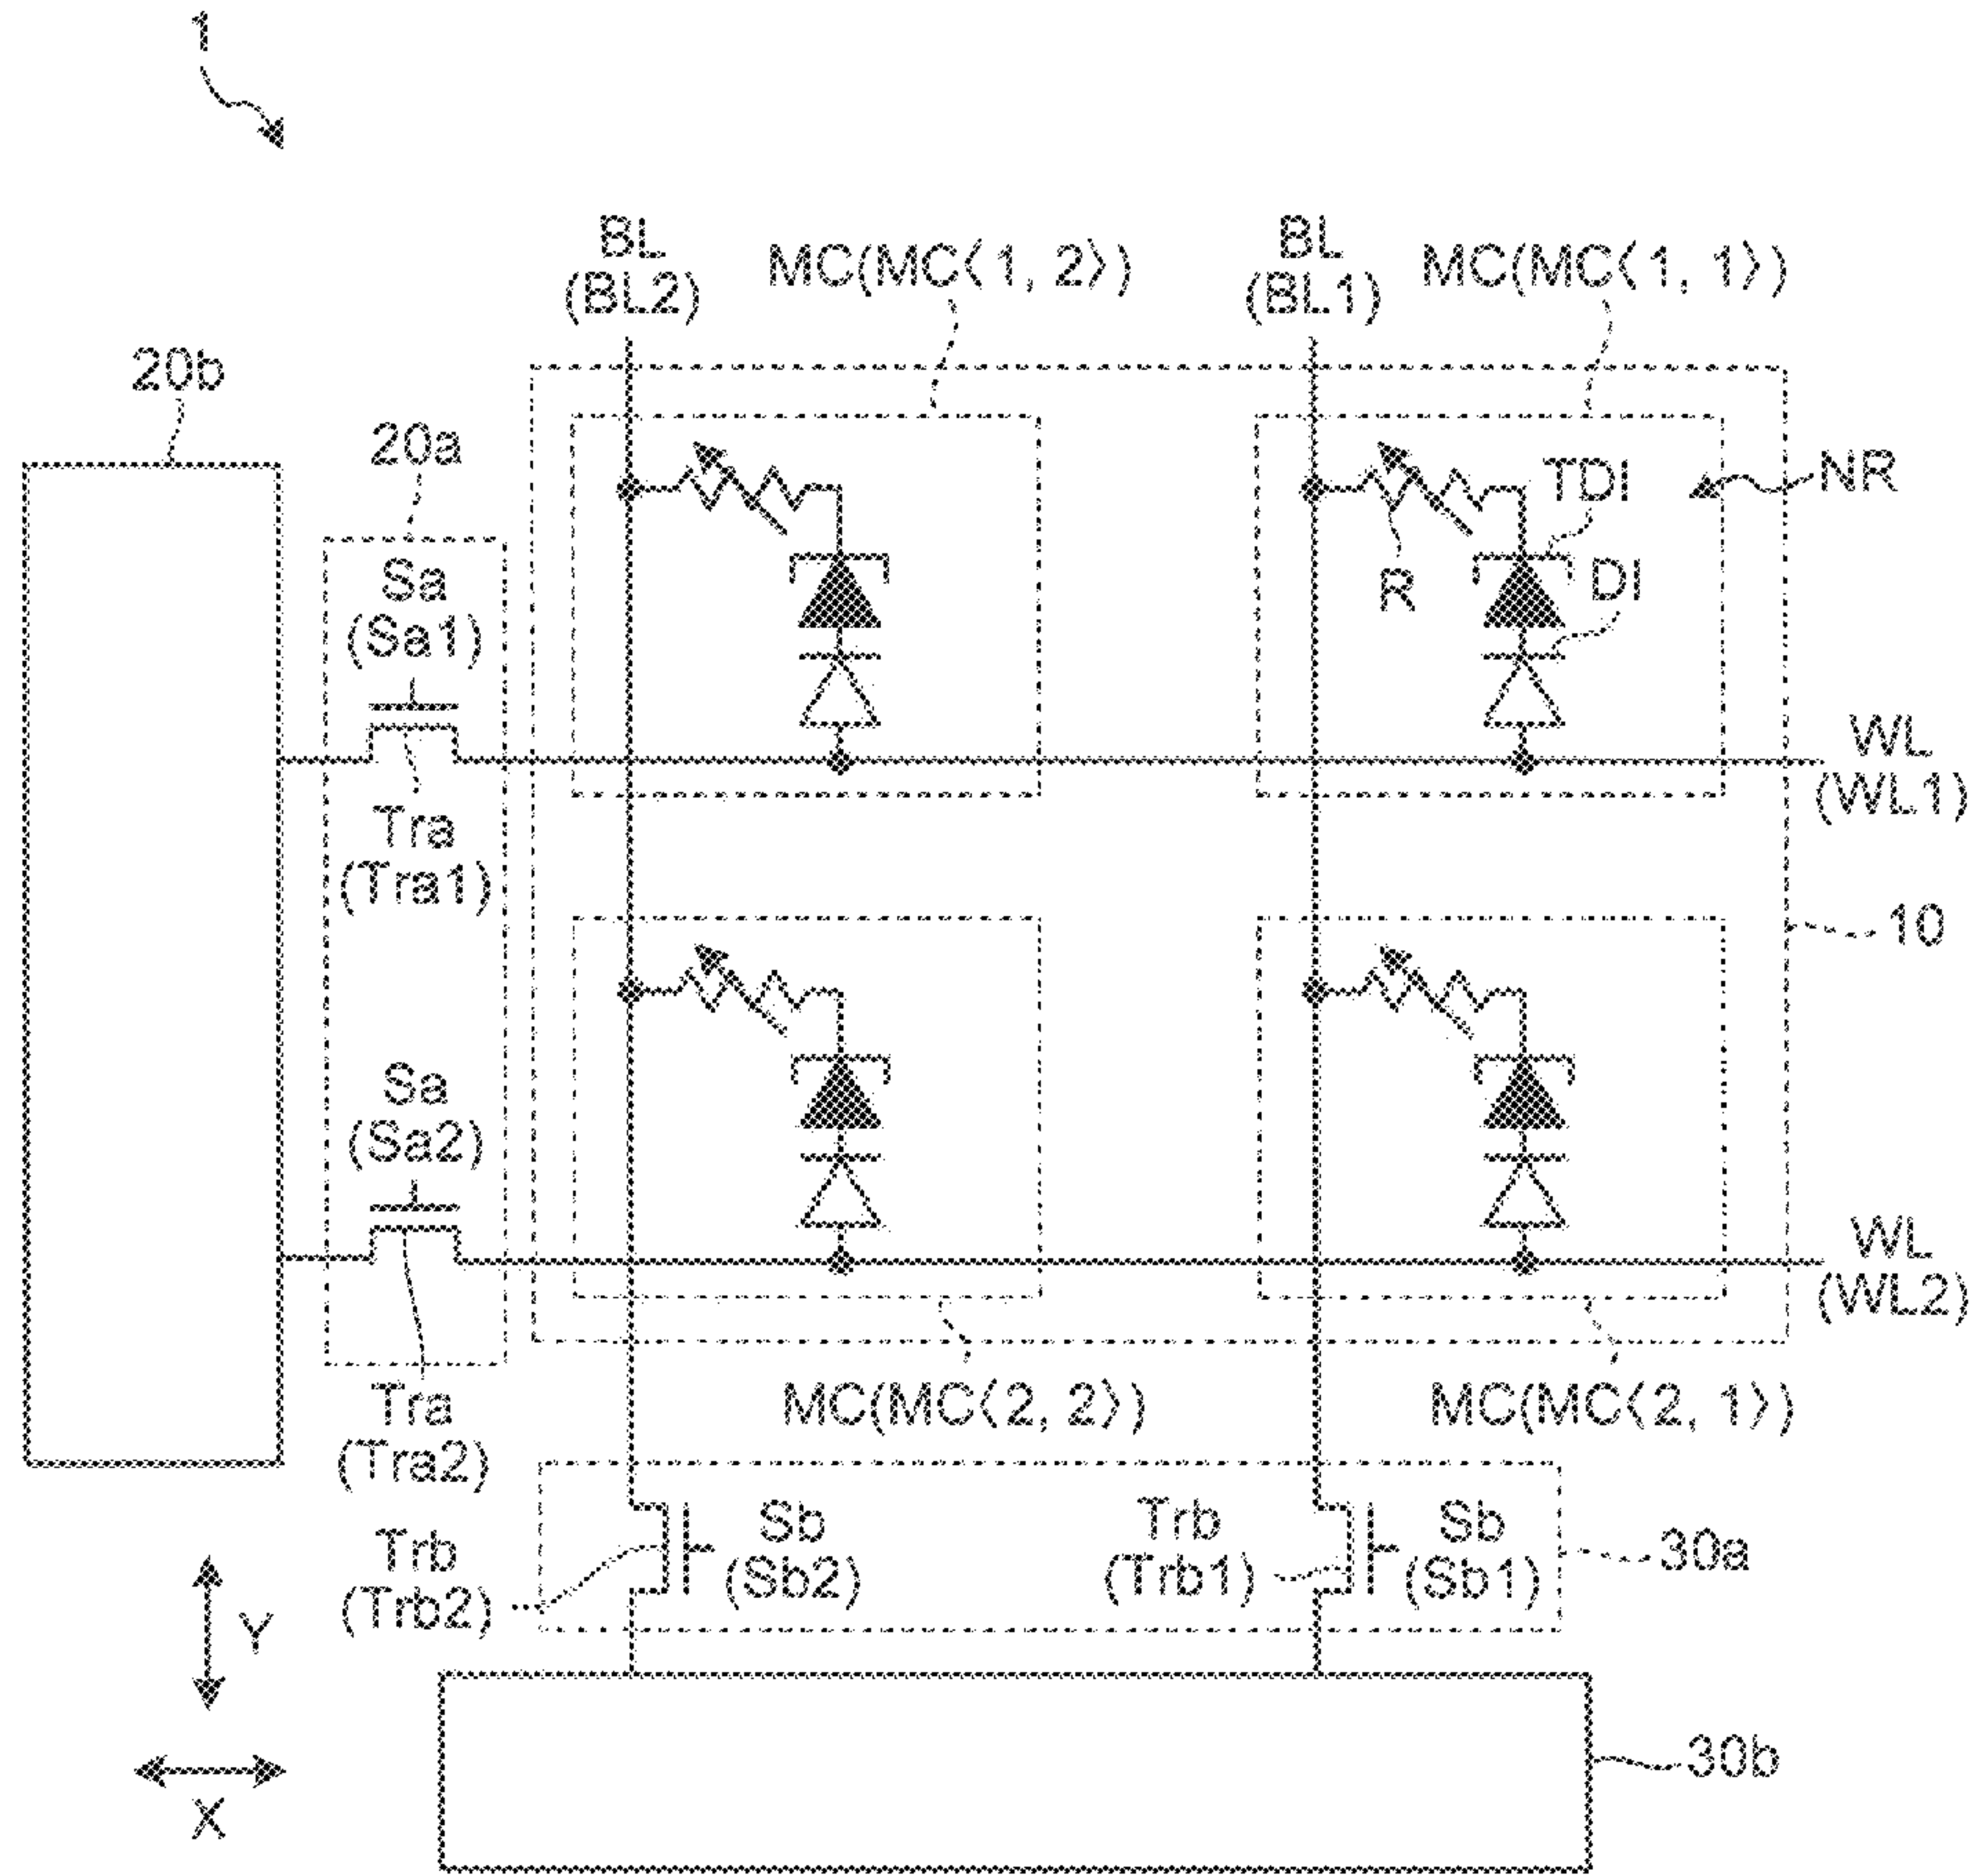 1
BL
(BL2)
MC(MC〈1, 2〉)
BL
(BL1)
MC(MC〈1, 1〉)
20b
20a
TDI
NR
Sa
(Sa1)
R
DI
WL
(WL1)
Tra
(Tra1)
10
Sa
(Sa2)
WL
(WL2)
Tra
(Tra2)
MC(MC〈2, 2〉)
MC(MC〈2, 1〉)
Trb
(Trb2)
Sb
(Sb2)
Trb
(Trb1)
Sb
(Sb1)
30a
Y
30b
X